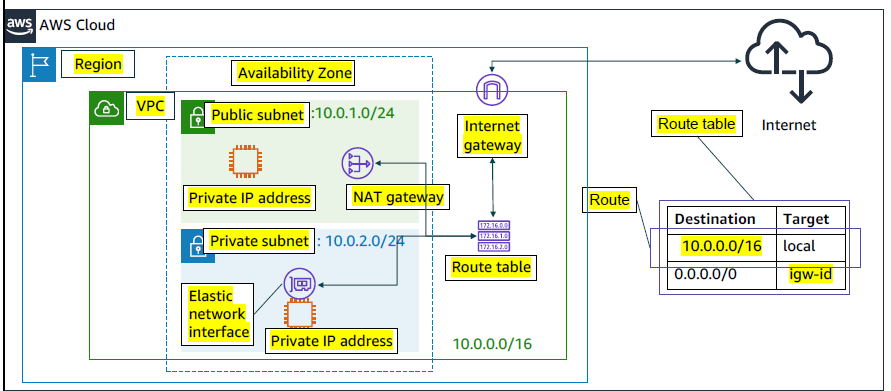 aws
AWS Cloud
Region
Availability Zone
VPC
Public subnet :10.0.1.0/24
Internet
gateway
Internet
Route table
Private IP address
NAT gateway
Route
Destination Target
10.0.0.0/16 local
0.0.0.0/0 igw-id
Private subnet : 10.0.2.0/24
172.16.0.0
172.16.1.0
172.16.2.0
Route table
Elastic
network
interface
Private IP address
10.0.0.0/16